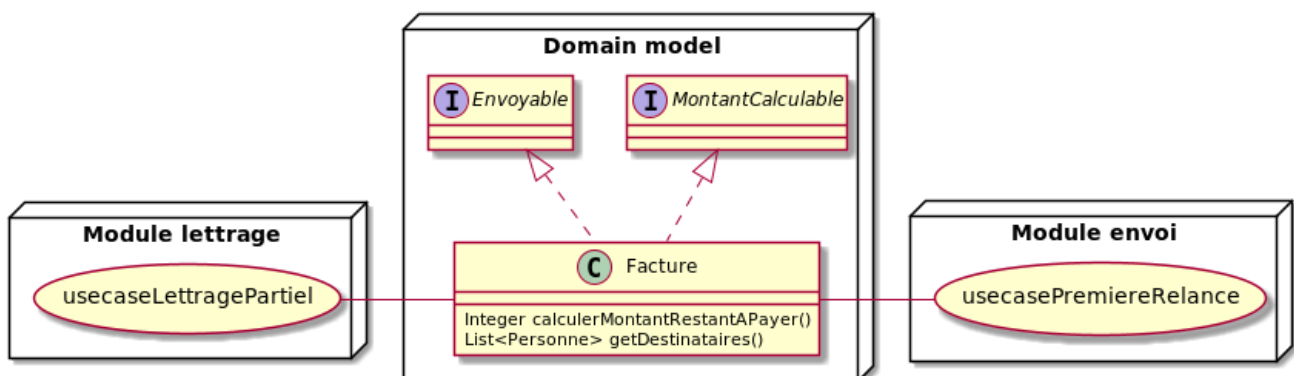 Domain model
I Envoyable
I MontantCalculable
Module lettrage
usecaseLettragePartiel
C Facture
Integer calculerMontantRestantAPayer()
List<Personne> getDestinataires()
Module envoi
usecasePremiereRelance